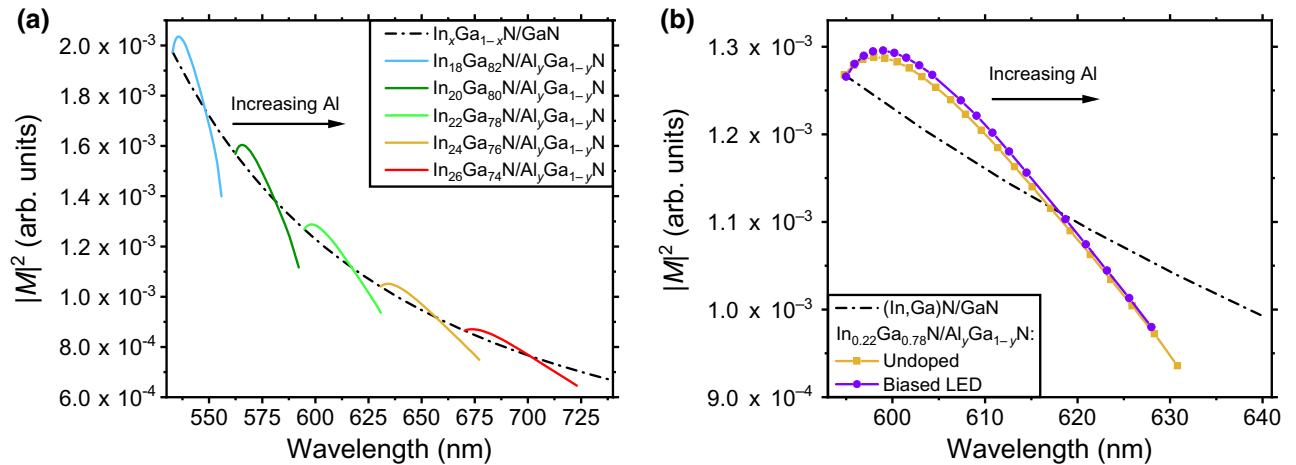 (a)
|M|² (arb. units)
2.0 x 10⁻³
1.8 x 10⁻³
1.6 x 10⁻³
1.4 x 10⁻³
1.2 x 10⁻³
1.0 x 10⁻³
8.0 x 10⁻⁴
6.0 x 10⁻⁴
550 575 600 625 650 675 700 725
Wavelength (nm)
Increasing Al
InₓGa₁₋ₓN/GaN
In₁₈Ga₈₂N/AlyGa₁₋yN
In₂₀Ga₈₀N/AlyGa₁₋yN
In₂₂Ga₇₈N/AlyGa₁₋yN
In₂₄Ga₇₆N/AlyGa₁₋yN
In₂₆Ga₇₄N/AlyGa₁₋yN
(b)
|M|² (arb. units)
1.3 x 10⁻³
1.2 x 10⁻³
1.1 x 10⁻³
1.0 x 10⁻³
9.0 x 10⁻⁴
600 610 620 630 640
Wavelength (nm)
Increasing Al
(In,Ga)N/GaN
In₀.₂₂Ga₀.₇₈N/AlyGa₁₋yN:
Undoped
Biased LED